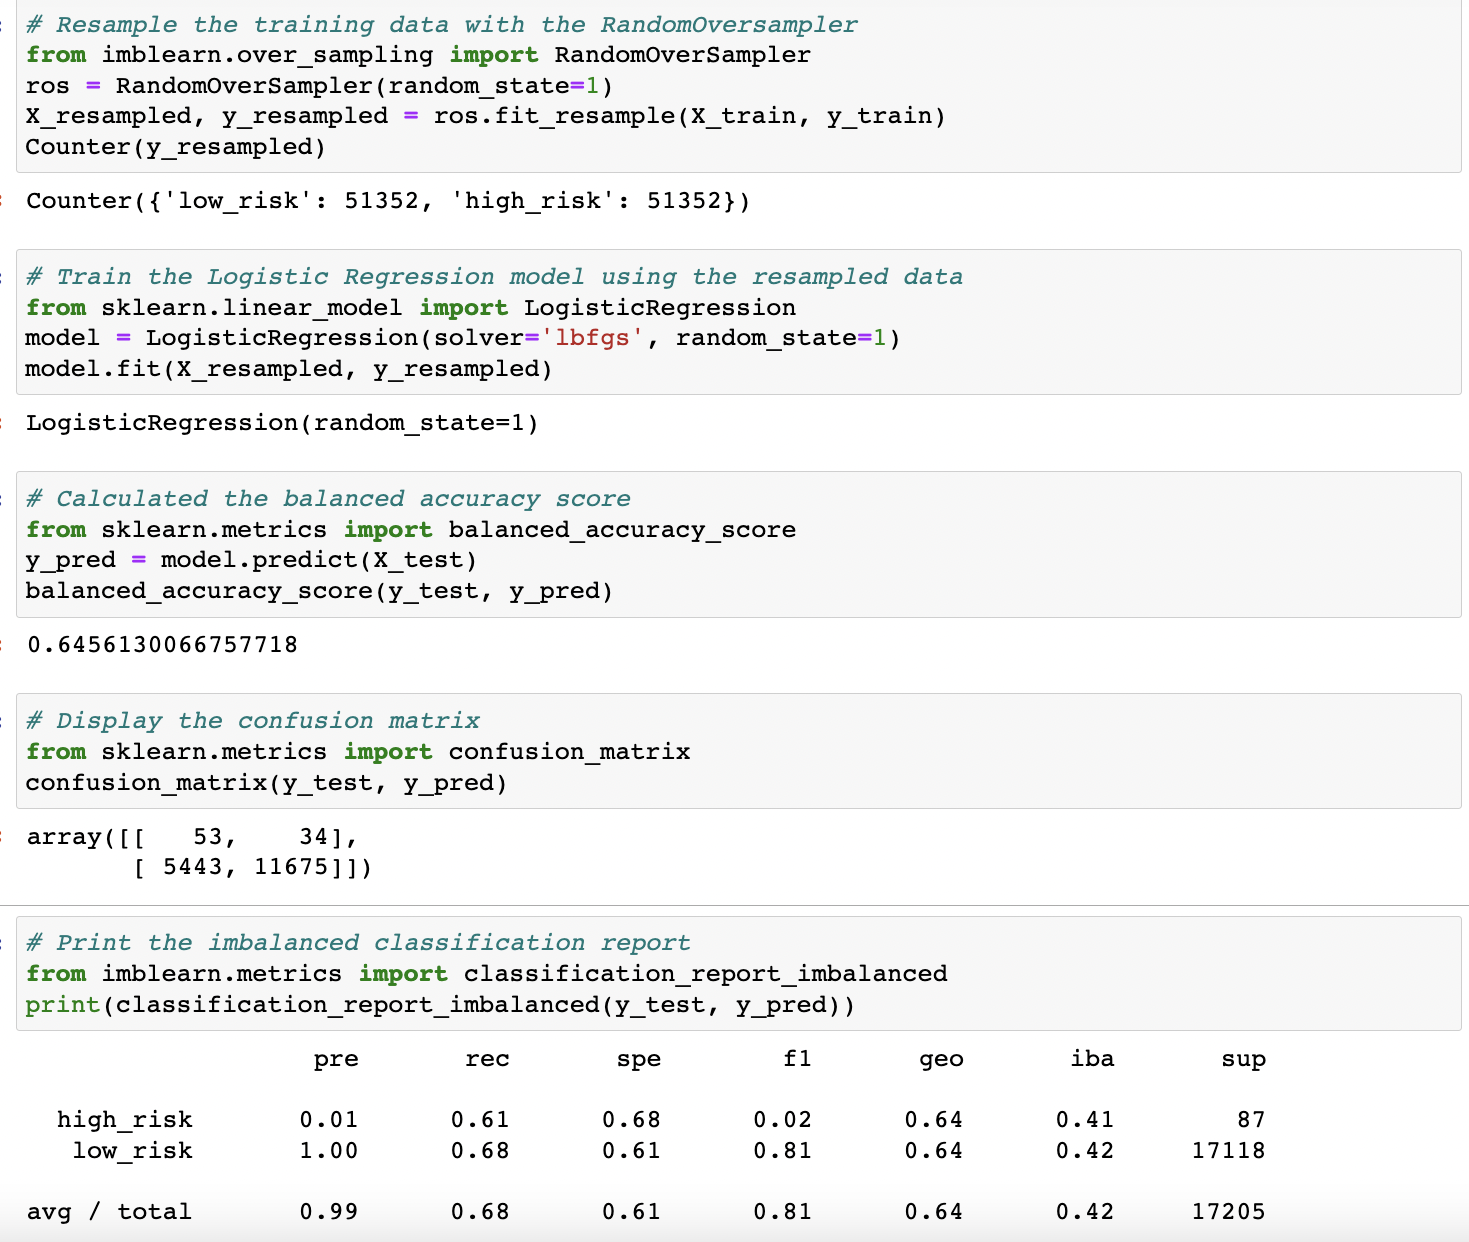 # Resample the training data with the RandomOversampler
from imblearn.over_sampling import RandomOverSampler
ros = RandomOverSampler(random_state=1)
X_resampled, y_resampled = ros.fit_resample(X_train, y_train)
Counter(y_resampled)
Counter({'low_risk': 51352, 'high_risk': 51352})
# Train the Logistic Regression model using the resampled data
from sklearn.linear_model import LogisticRegression
model = LogisticRegression(solver='lbfgs', random_state=1)
model.fit(X_resampled, y_resampled)
LogisticRegression(random_state=1)
# Calculated the balanced accuracy score
from sklearn.metrics import balanced_accuracy_score
y_pred = model.predict(X_test)
balanced_accuracy_score(y_test, y_pred)
0.6456130066757718
# Display the confusion matrix
from sklearn.metrics import confusion_matrix
confusion_matrix(y_test, y_pred)
array([[   53,    34],
       [ 5443, 11675]])
# Print the imbalanced classification report
from imblearn.metrics import classification_report_imbalanced
print(classification_report_imbalanced(y_test, y_pred))
                   pre       rec       spe        f1       geo       iba       sup
  high_risk       0.01      0.61      0.68      0.02      0.64      0.41        87
   low_risk       1.00      0.68      0.61      0.81      0.64      0.42     17118
avg / total       0.99      0.68      0.61      0.81      0.64      0.42     17205